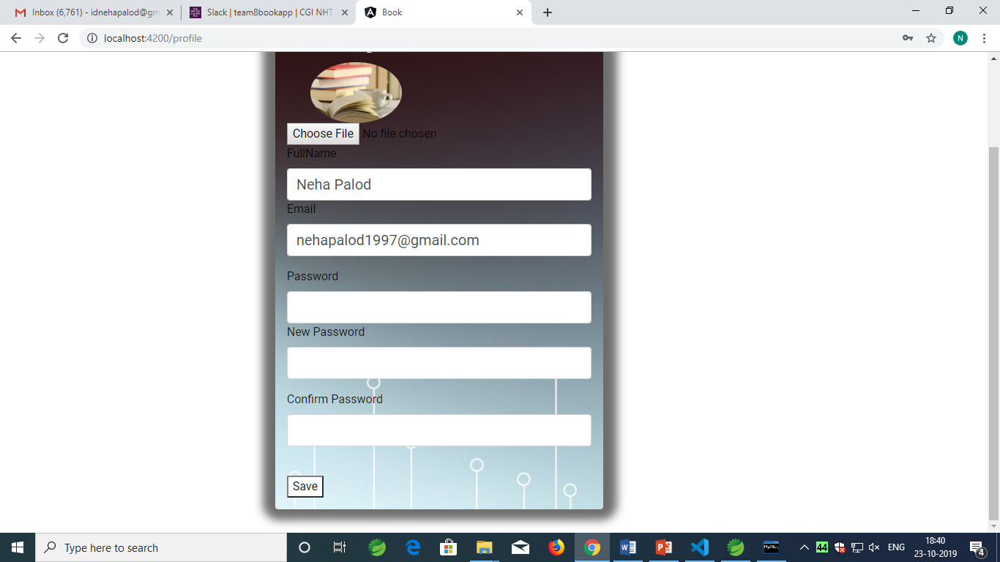 Inbox (6,761) - idnehapalod@gm
Slack | team8bookapp | CGI NHT
Book
localhost:4200/profile
N
Choose File No file chosen
FullName
Neha Palod
Email
nehapalod1997@gmail.com
Password
New Password
Confirm Password
Save
Type here to search
44
ENG
18:40
23-10-2019
4